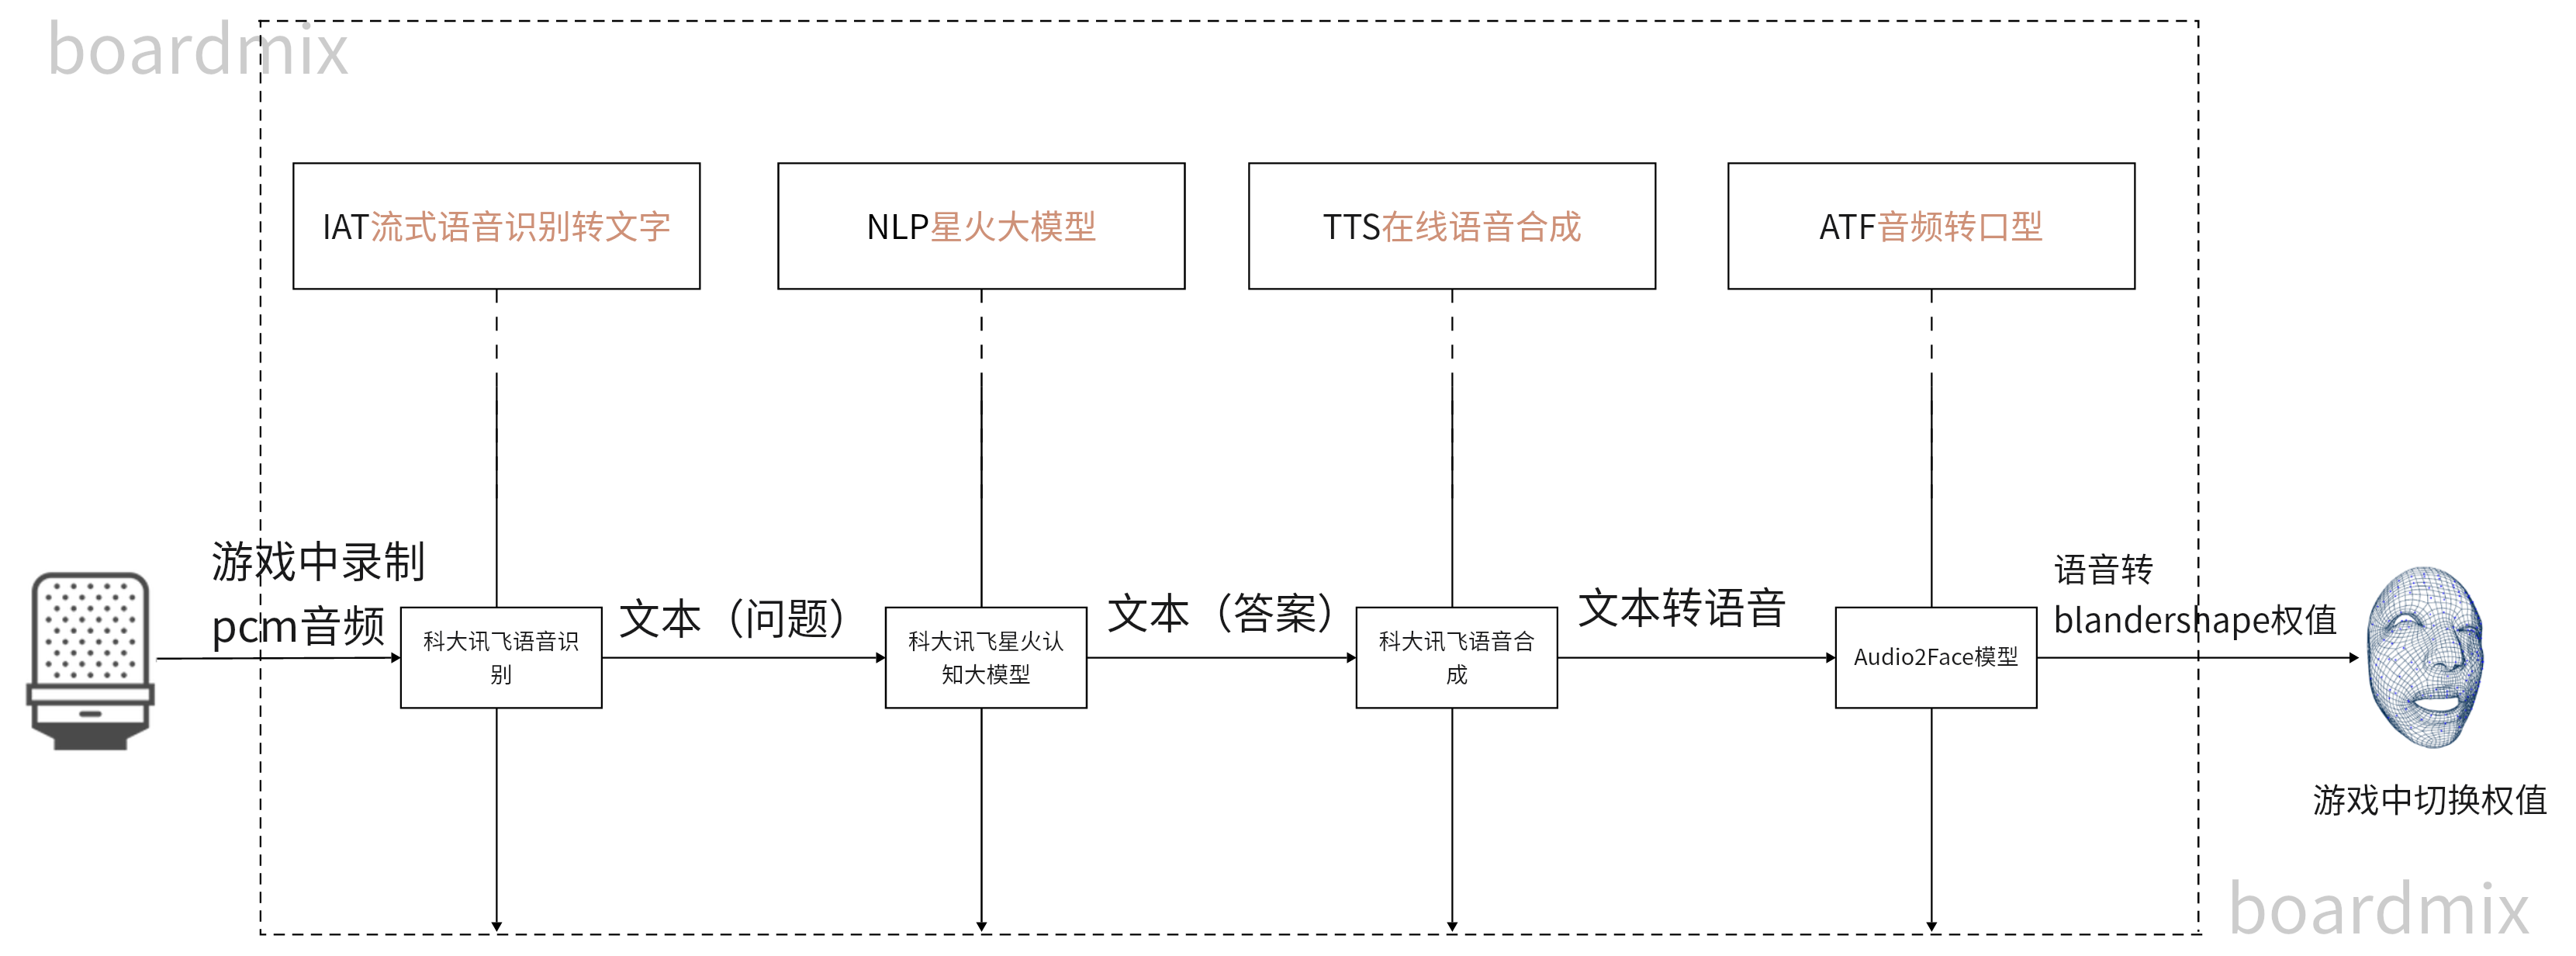 boardmix
IAT流式语音识别转文字
NLP星火大模型
TTS在线语音合成
ATF音频转口型
游戏中录制
pcm音频
科大讯飞语音识
别
文本（问题）
科大讯飞星火认
知大模型
文本（答案）
科大讯飞语音合
成
文本转语音
Audio2Face模型
语音转
blandershape权值
游戏中切换权值
boardmix